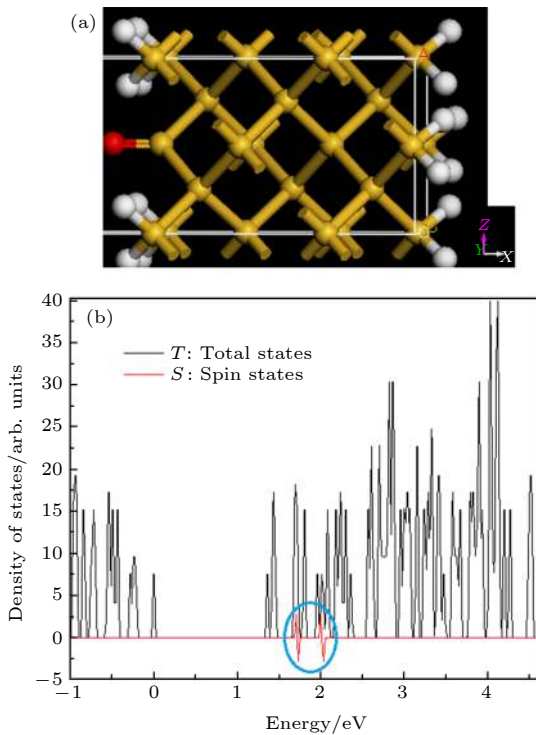 (a)
A
Z
Y
X
(b)
T: Total states
S: Spin states
Density of states/arb. units
40
35
30
25
20
15
10
5
0
−5
−1
0
1
2
3
4
Energy/eV